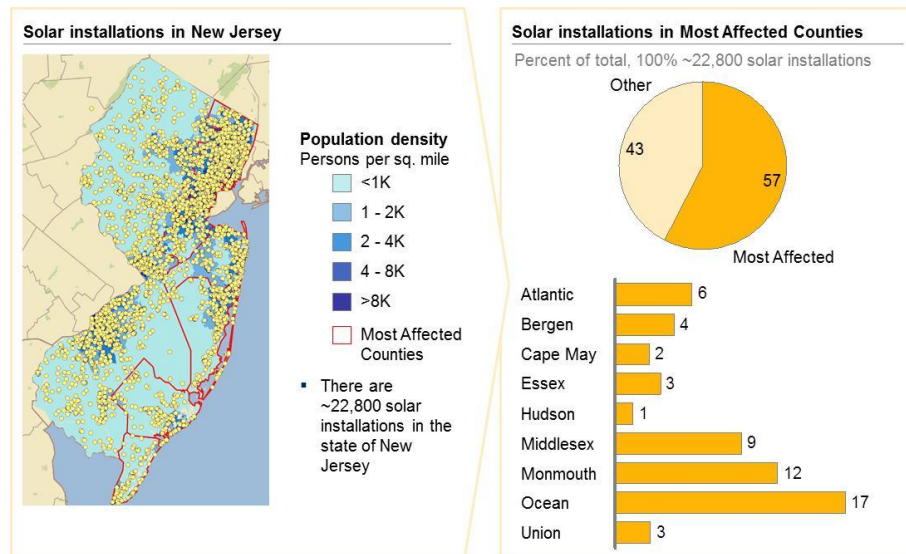 Solar installations in New Jersey
Population density
Persons per sq. mile
<1K
1 - 2K
2 - 4K
4 - 8K
>8K
Most Affected
Counties
▪ There are
~22,800 solar
installations in the
state of New
Jersey
Solar installations in Most Affected Counties
Percent of total, 100% ~22,800 solar installations
Other
43
57
Most Affected
Atlantic 6
Bergen 4
Cape May 2
Essex 3
Hudson 1
Middlesex 9
Monmouth 12
Ocean 17
Union 3